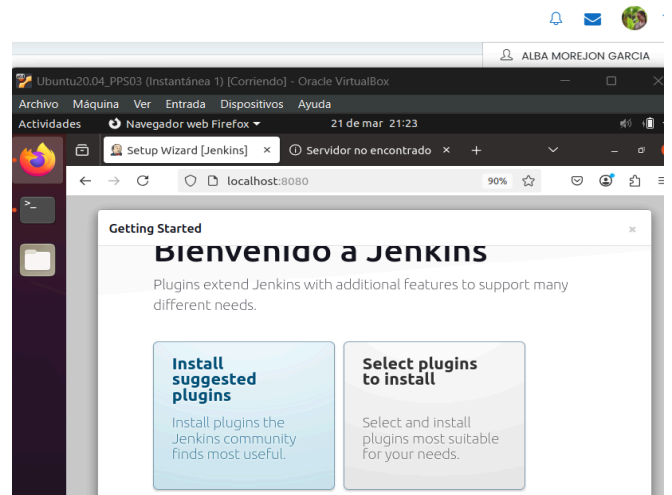 ALBA MOREJON GARCIA
Ubuntu20.04_PPS03 (Instantánea 1) [Corriendo] - Oracle VirtualBox
Archivo Máquina Ver Entrada Dispositivos Ayuda
Actividades Navegador web Firefox 21 de mar 21:23
Setup Wizard [Jenkins] Servidor no encontrado
localhost:8080 90%
Getting Started
Bienvenido a Jenkins
Plugins extend Jenkins with additional features to support many
different needs.
Install
suggested
plugins
Install plugins the
Jenkins community
finds most useful.
Select plugins
to install
Select and install
plugins most suitable
for your needs.